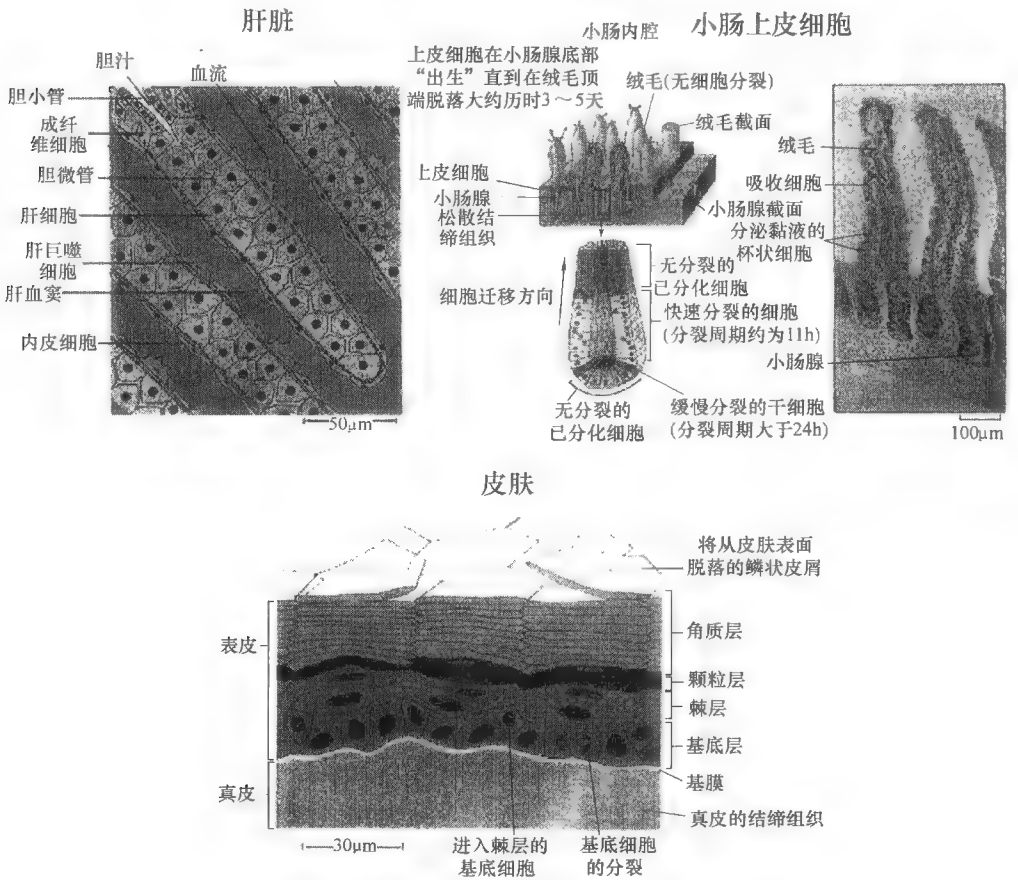 肝脏
胆汁
血流
胆小管
成纤
维细胞
胆微管
肝细胞
肝巨噬
细胞
肝血窦
内皮细胞
50μm
小肠内腔
小肠上皮细胞
上皮细胞在小肠腺底部
“出生”直到在绒毛顶
端脱落大约历时3～5天
绒毛(无细胞分裂)
绒毛截面
上皮细胞
小肠腺
松散结
缔组织
小肠腺截面
细胞迁移方向
无分裂的
已分化细胞
快速分裂的细胞
(分裂周期约为11h)
无分裂的
已分化细胞
缓慢分裂的干细胞
(分裂周期大于24h)
绒毛
吸收细胞
分泌黏液的
杯状细胞
小肠腺
100μm
皮肤
将从皮肤表面
脱落的鳞状皮屑
表皮
角质层
颗粒层
棘层
基底层
基膜
真皮
真皮的结缔组织
30μm
进入棘层的
基底细胞
基底细胞
的分裂